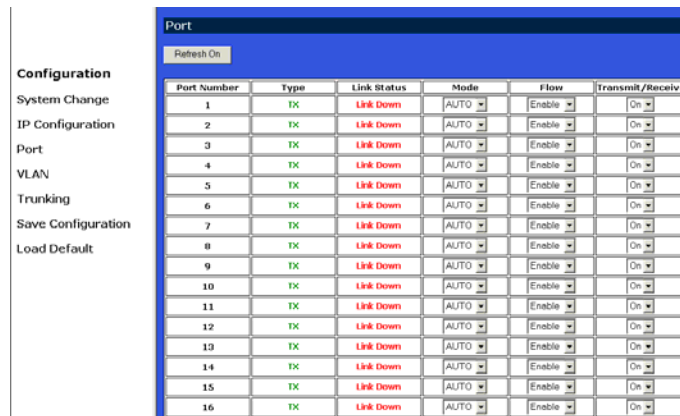 Port
Refresh On
Configuration
System Change
IP Configuration
Port
VLAN
Trunking
Save Configuration
Load Default
Port Number Type Link Status Mode Flow Transmit/Receiv
1 TX Link Down AUTO Enable On
2 TX Link Down AUTO Enable On
3 TX Link Down AUTO Enable On
4 TX Link Down AUTO Enable On
5 TX Link Down AUTO Enable On
6 TX Link Down AUTO Enable On
7 TX Link Down AUTO Enable On
8 TX Link Down AUTO Enable On
9 TX Link Down AUTO Enable On
10 TX Link Down AUTO Enable On
11 TX Link Down AUTO Enable On
12 TX Link Down AUTO Enable On
13 TX Link Down AUTO Enable On
14 TX Link Down AUTO Enable On
15 TX Link Down AUTO Enable On
16 TX Link Down AUTO Enable On